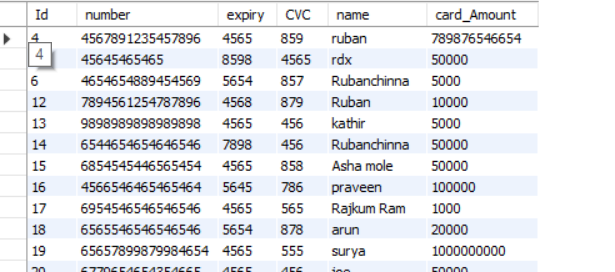 Id number expiry CVC name card_Amount
4 4567891235457896 4565 859 ruban 789876546654
4 45645465465 8598 4565 rdx 50000
6 4654654889454569 5654 857 Rubanchinna 5000
12 7894561254787896 4568 879 Ruban 10000
13 9898989898989898 4565 456 kathir 5000
14 6544654654646546 7898 456 Rubanchinna 50000
15 6854545446565454 4565 858 Asha mole 50000
16 4566546465465464 5645 786 praveen 100000
17 6954546546546546 4565 565 Rajkum Ram 1000
18 6565546546546546 5654 878 arun 20000
19 65657899879984654 4565 555 surya 1000000000